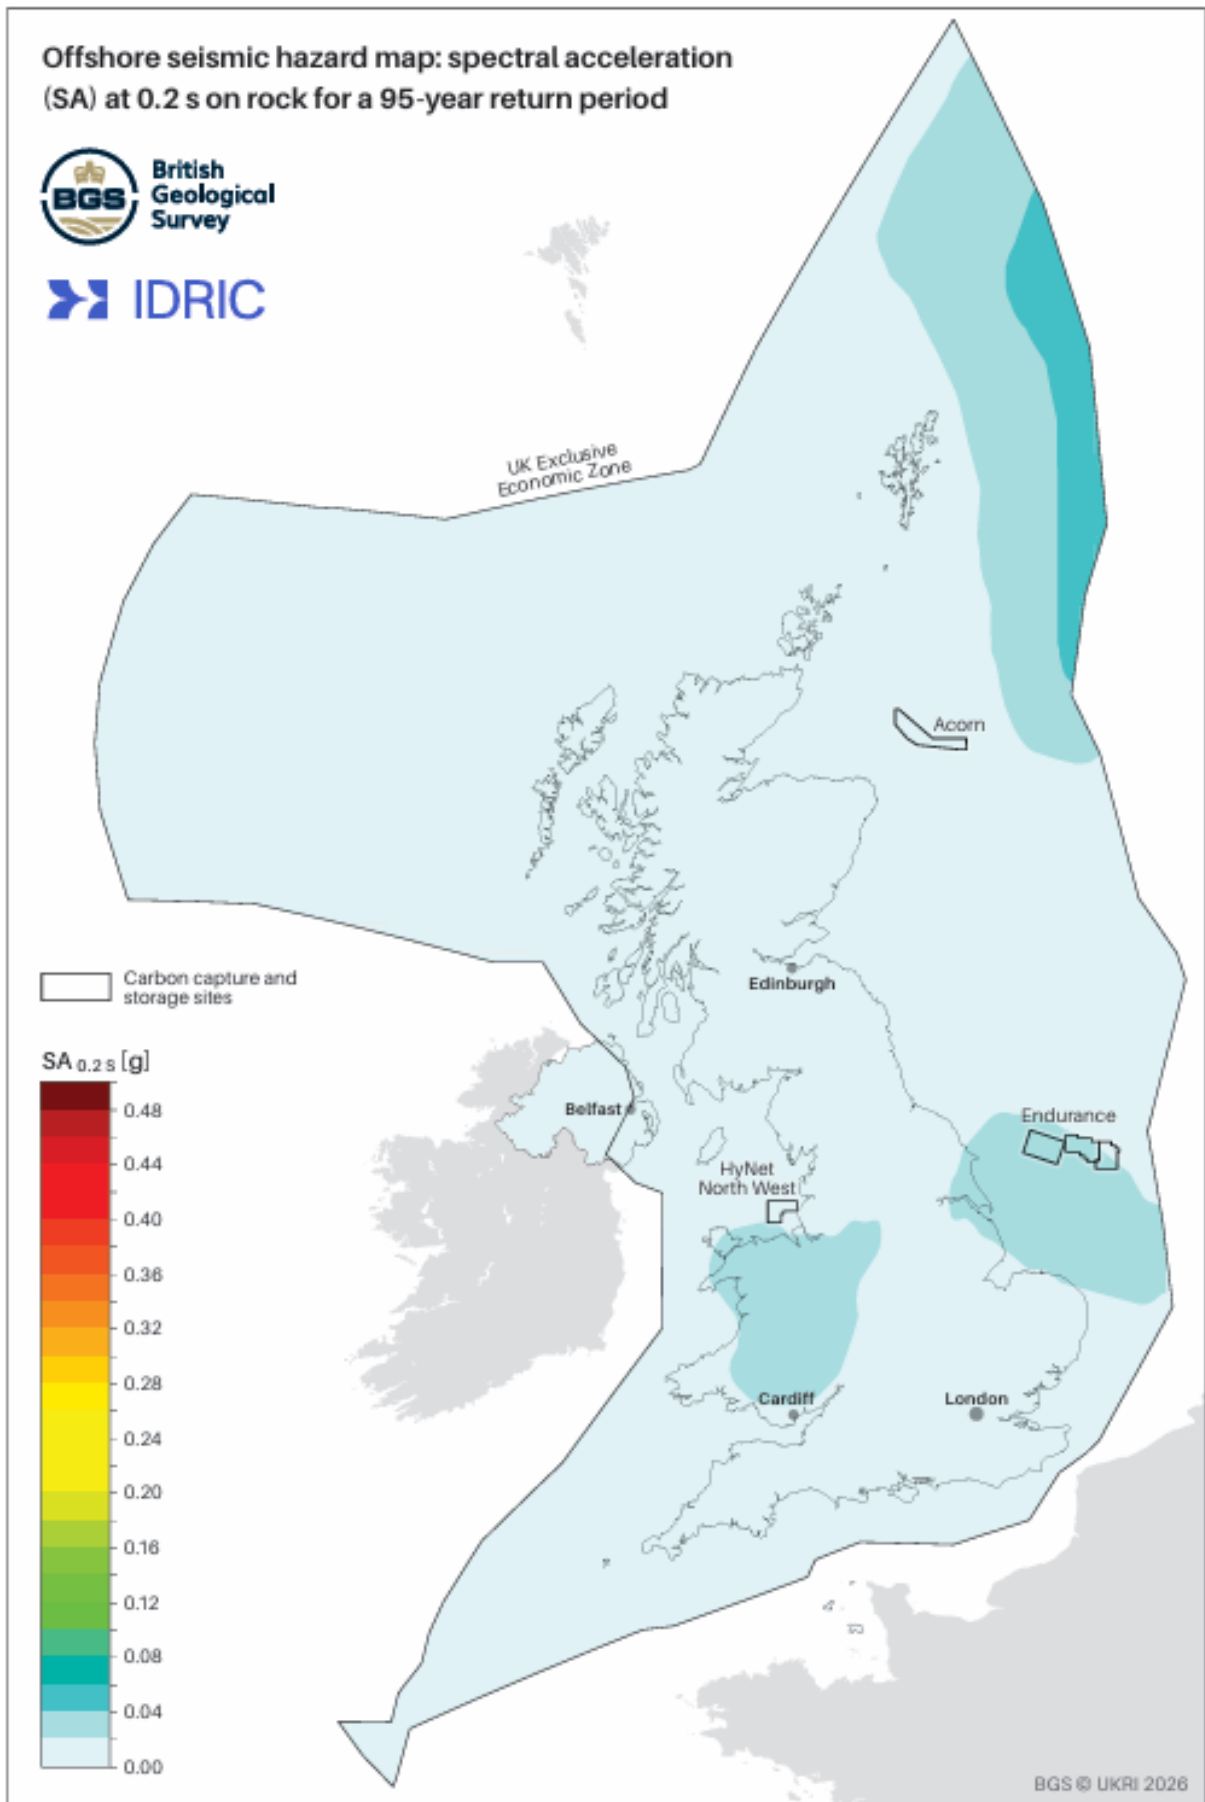 Offshore seismic hazard map: spectral acceleration
(SA) at 0.2 s on rock for a 95-year return period
BGS
British
Geological
Survey
IDRIC
UK Exclusive
Economic Zone
Acorn
Carbon capture and
storage sites
Edinburgh
SA 0.2 S [g]
Belfast
Endurance
HyNet
North West
0.48
0.44
0.40
0.36
0.32
0.28
0.24
0.20
0.16
0.12
0.08
0.04
0.00
Cardiff
London
BGS © UKRI 2026